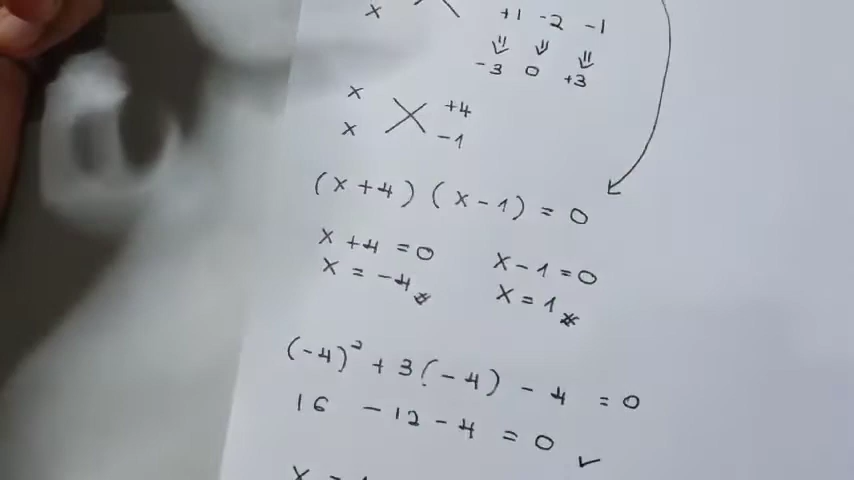 x +1 -2 -1
⇓ ⇓ ⇓
-3 0 +3
x +4
x -1
(x+4) (x-1) = 0
x+4 = 0 x-1 = 0
x = -4 x = 1
(-4)² + 3(-4) - 4 = 0
16 - 12 - 4 = 0 ✓